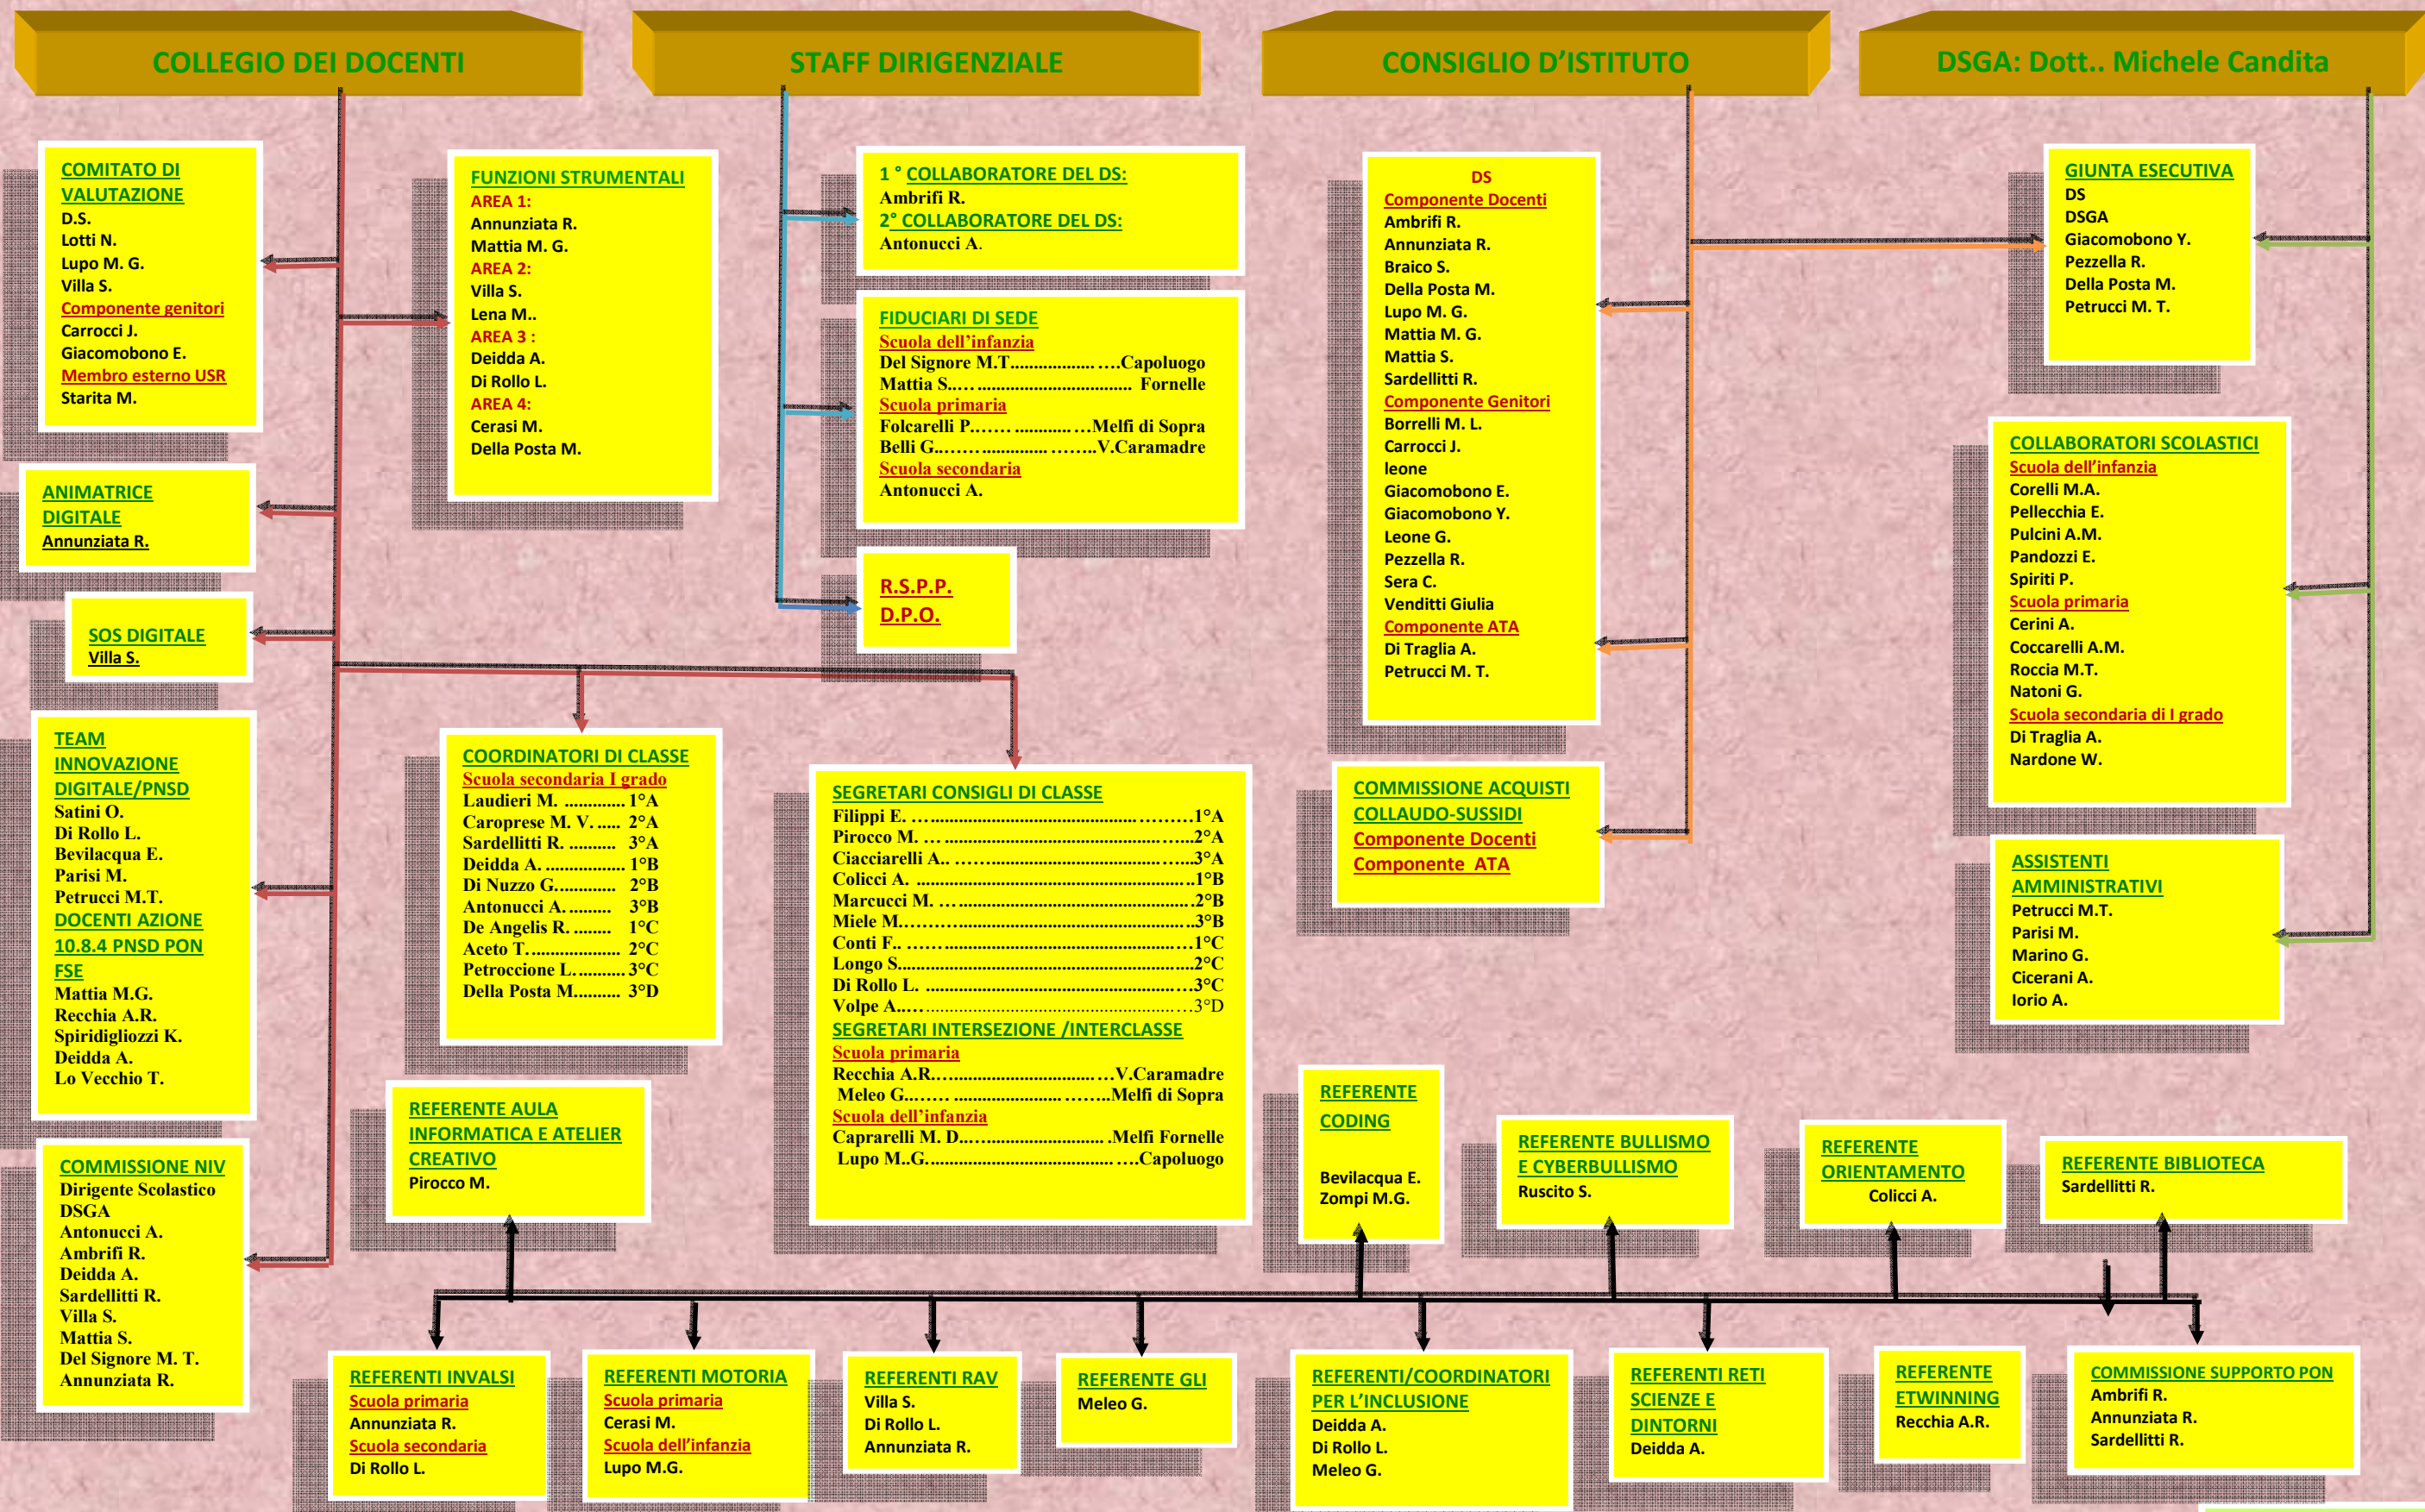 COLLEGIO DEI DOCENTI
STAFF DIRIGENZIALE
CONSIGLIO D'ISTITUTO
DSGA: Dott.. Michele Candita
COMITATO DI
VALUTAZIONE
D.S.
Lotti N.
Lupo M. G.
Villa S.
Componente genitori
Carrocci J.
Giacomobono E.
Membro esterno USR
Starita M.
FUNZIONI STRUMENTALI
AREA 1:
Annunziata R.
Mattia M. G.
AREA 2:
Villa S.
Lena M..
AREA 3 :
Deidda A.
Di Rollo L.
AREA 4:
Cerasi M.
Della Posta M.
1 ° COLLABORATORE DEL DS:
Ambrifi R.
2° COLLABORATORE DEL DS:
Antonucci A.
FIDUCIARI DI SEDE
Scuola dell'infanzia
Del Signore M.T.....................Capoluogo
Mattia S..... ................................ Fornelle
Scuola primaria
Folcarelli P....... ............ ...Melfi di Sopra
Belli G........................ ........V.Caramadre
Scuola secondaria
Antonucci A.
R.S.P.P.
D.P.O.
DS
Componente Docenti
Ambrifi R.
Annunziata R.
Braico S.
Della Posta M.
Lupo M. G.
Mattia M. G.
Mattia S.
Sardellitti R.
Componente Genitori
Borrelli M. L.
Carrocci J.
leone
Giacomobono E.
Giacomobono Y.
Leone G.
Pezzella R.
Sera C.
Venditti Giulia
Componente ATA
Di Traglia A.
Petrucci M. T.
GIUNTA ESECUTIVA
DS
DSGA
Giacomobono Y.
Pezzella R.
Della Posta M.
Petrucci M. T.
COLLABORATORI SCOLASTICI
Scuola dell'infanzia
Corelli M.A.
Pellecchia E.
Pulcini A.M.
Pandozzi E.
Spiriti P.
Scuola primaria
Cerini A.
Coccarelli A.M.
Roccia M.T.
Natoni G.
Scuola secondaria di I grado
Di Traglia A.
Nardone W.
ANIMATRICE
DIGITALE
Annunziata R.
SOS DIGITALE
Villa S.
TEAM
INNOVAZIONE
DIGITALE/PNSD
Satini O.
Di Rollo L.
Bevilacqua E.
Parisi M.
Petrucci M.T.
DOCENTI AZIONE
10.8.4 PNSD PON
FSE
Mattia M.G.
Recchia A.R.
Spiridigliozzi K.
Deidda A.
Lo Vecchio T.
COORDINATORI DI CLASSE
Scuola secondaria I grado
Laudieri M. ............. 1°A
Caroprese M. V. ..... 2°A
Sardellitti R. .......... 3°A
Deidda A. ................ 1°B
Di Nuzzo G............. 2°B
Antonucci A. ......... 3°B
De Angelis R. ........ 1°C
Aceto T................... 2°C
Petroccione L........... 3°C
Della Posta M.......... 3°D
SEGRETARI CONSIGLI DI CLASSE
Filippi E. ................................................1°A
Pirocco M. ..............................................2°A
Ciacciarelli A.. .........................................3°A
Colicci A. ................................................1°B
Marcucci M. .............................................2°B
Miele M...................................................3°B
Conti F.. .................................................1°C
Longo S...................................................2°C
Di Rollo L. ...............................................3°C
Volpe A...................................................3°D
SEGRETARI INTERSEZIONE /INTERCLASSE
Scuola primaria
Recchia A.R.................................V.Caramadre
Meleo G...... ............................Melfi di Sopra
Scuola dell'infanzia
Caprarelli M. D.............................Melfi Fornelle
Lupo M..G.....................................Capoluogo
COMMISSIONE ACQUISTI
COLLAUDO-SUSSIDI
Componente Docenti
Componente ATA
ASSISTENTI
AMMINISTRATIVI
Petrucci M.T.
Parisi M.
Marino G.
Cicerani A.
Iorio A.
COMMISSIONE NIV
Dirigente Scolastico
DSGA
Antonucci A.
Ambrifi R.
Deidda A.
Sardellitti R.
Villa S.
Mattia S.
Del Signore M. T.
Annunziata R.
REFERENTE AULA
INFORMATICA E ATELIER
CREATIVO
Pirocco M.
REFERENTE
CODING
Bevilacqua E.
Zompi M.G.
REFERENTE BULLISMO
E CYBERBULLISMO
Ruscito S.
REFERENTE
ORIENTAMENTO
Colicci A.
REFERENTE BIBLIOTECA
Sardellitti R.
REFERENTI INVALSI
Scuola primaria
Annunziata R.
Scuola secondaria
Di Rollo L.
REFERENTI MOTORIA
Scuola primaria
Cerasi M.
Scuola dell'infanzia
Lupo M.G.
REFERENTI RAV
Villa S.
Di Rollo L.
Annunziata R.
REFERENTE GLI
Meleo G.
REFERENTI/COORDINATORI
PER L'INCLUSIONE
Deidda A.
Di Rollo L.
Meleo G.
REFERENTI RETI
SCIENZE E
DINTORNI
Deidda A.
REFERENTE
ETWINNING
Recchia A.R.
COMMISSIONE SUPPORTO PON
Ambrifi R.
Annunziata R.
Sardellitti R.